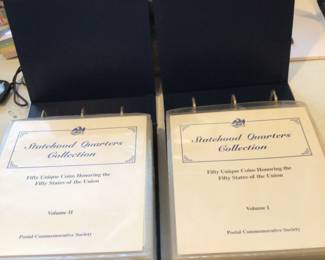 Statehood Quarters
Collection
Fifty Unique Coins Honoring the
Fifty States of the Union
Volume II
Postal Commemorative Society
Statehood Quarters
Collection
Fifty Unique Coins Honoring the
Fifty States of the Union
Volume I
Postal Commemorative Society